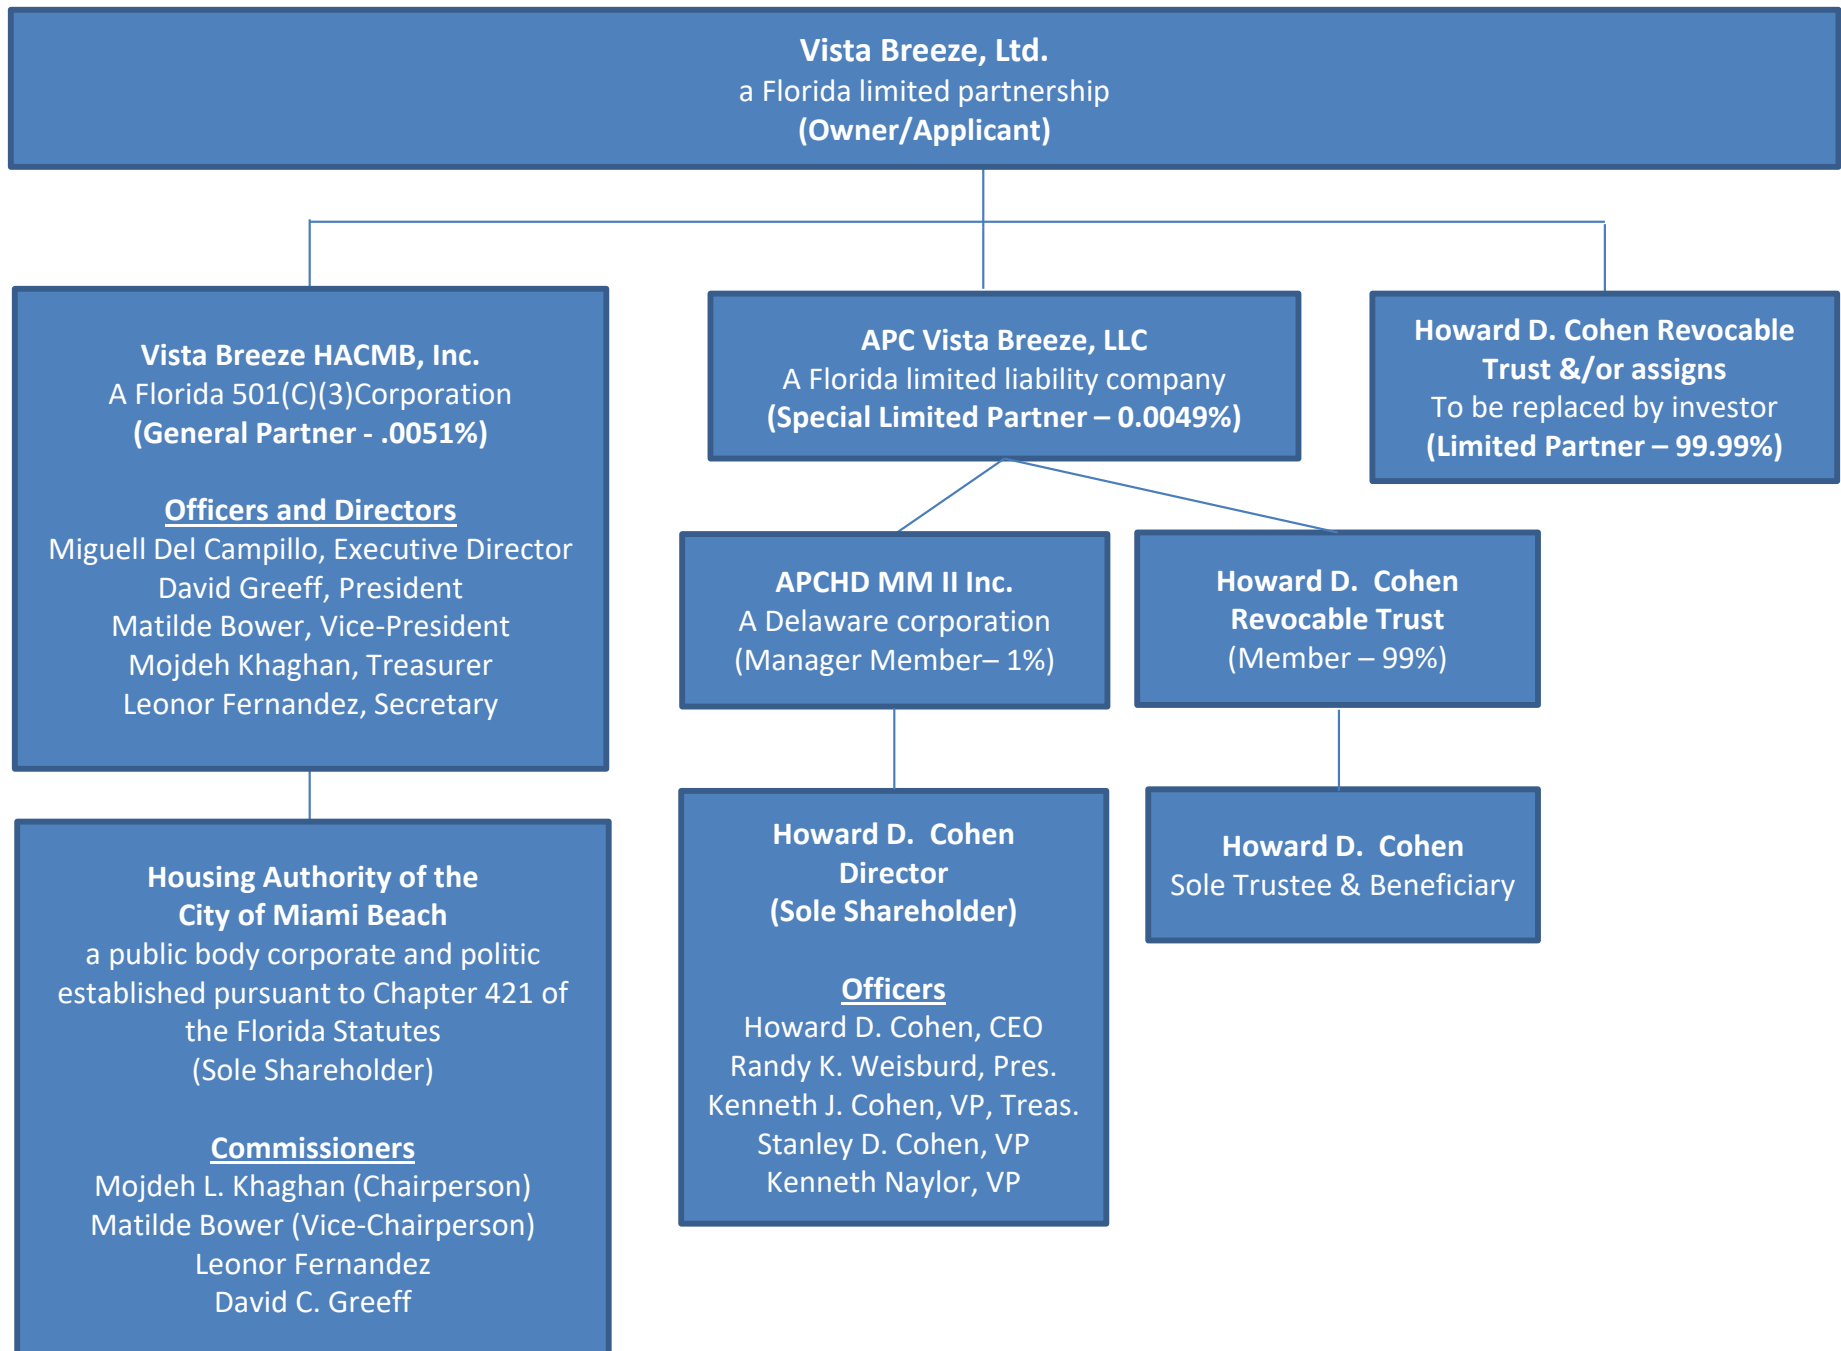 Vista Breeze, Ltd.
a Florida limited partnership
(Owner/Applicant)
Vista Breeze HACMB, Inc.
A Florida 501(C)(3)Corporation
(General Partner - .0051%)
Officers and Directors
Miguell Del Campillo, Executive Director
David Greeff, President
Matilde Bower, Vice-President
Mojdeh Khaghan, Treasurer
Leonor Fernandez, Secretary
APC Vista Breeze, LLC
A Florida limited liability company
(Special Limited Partner – 0.0049%)
Howard D. Cohen Revocable
Trust &/or assigns
To be replaced by investor
(Limited Partner – 99.99%)
APCHD MM II Inc.
A Delaware corporation
(Manager Member– 1%)
Howard D.  Cohen
Revocable Trust
(Member – 99%)
Housing Authority of the
City of Miami Beach
a public body corporate and politic
established pursuant to Chapter 421 of
the Florida Statutes
(Sole Shareholder)
Commissioners
Mojdeh L. Khaghan (Chairperson)
Matilde Bower (Vice-Chairperson)
Leonor Fernandez
David C. Greeff
Howard D.  Cohen
Director
(Sole Shareholder)
Officers
Howard D. Cohen, CEO
Randy K. Weisburd, Pres.
Kenneth J. Cohen, VP, Treas.
Stanley D. Cohen, VP
Kenneth Naylor, VP
Howard D.  Cohen
Sole Trustee & Beneficiary